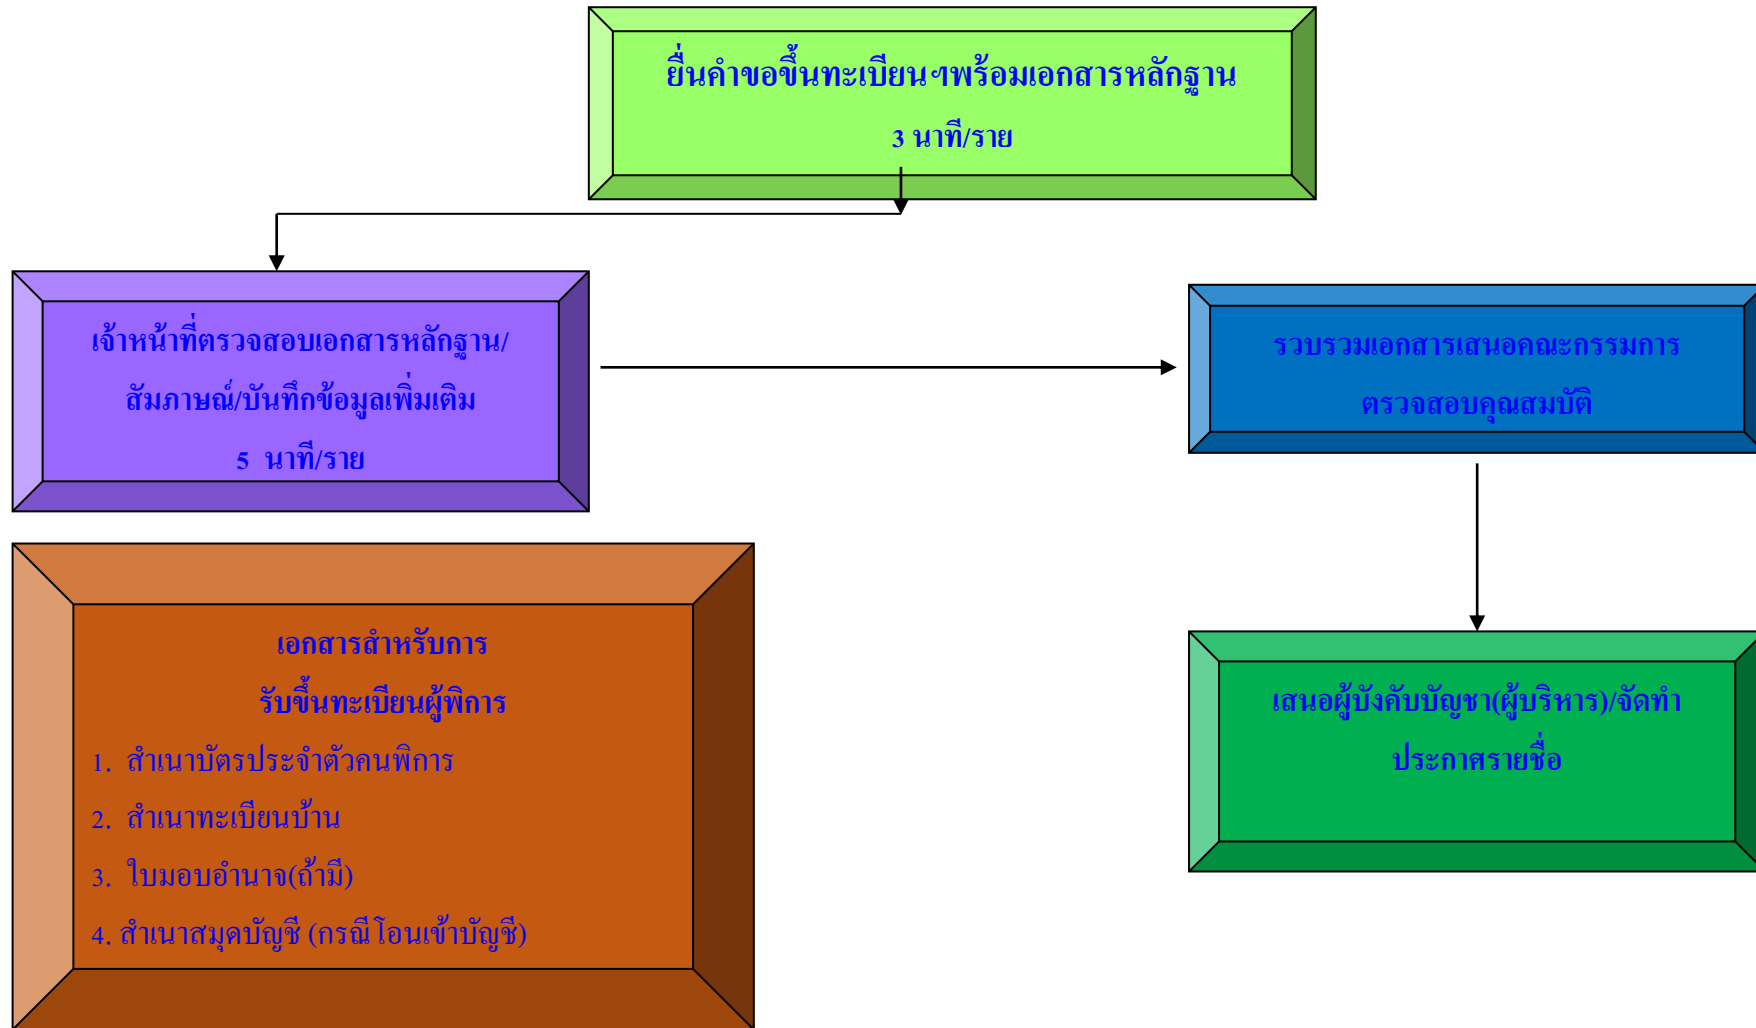 ยื่นคำขอขึ้นทะเบียนฯพร้อมเอกสารหลักฐาน
3 นาที/ราย
เจ้าหน้าที่ตรวจสอบเอกสารหลักฐาน/
สัมภาษณ์/บันทึกข้อมูลเพิ่มเติม
5 นาที/ราย
รวบรวมเอกสารเสนอคณะกรรมการ
ตรวจสอบคุณสมบัติ
เอกสารสำหรับการ
รับขึ้นทะเบียนผู้พิการ
1. สำเนาบัตรประจำตัวคนพิการ
2. สำเนาทะเบียนบ้าน
3. ใบมอบอำนาจ(ถ้ามี)
4. สำเนาสมุดบัญชี (กรณีโอนเข้าบัญชี)
เสนอผู้บังคับบัญชา(ผู้บริหาร)/จัดทำ
ประกาศรายชื่อ